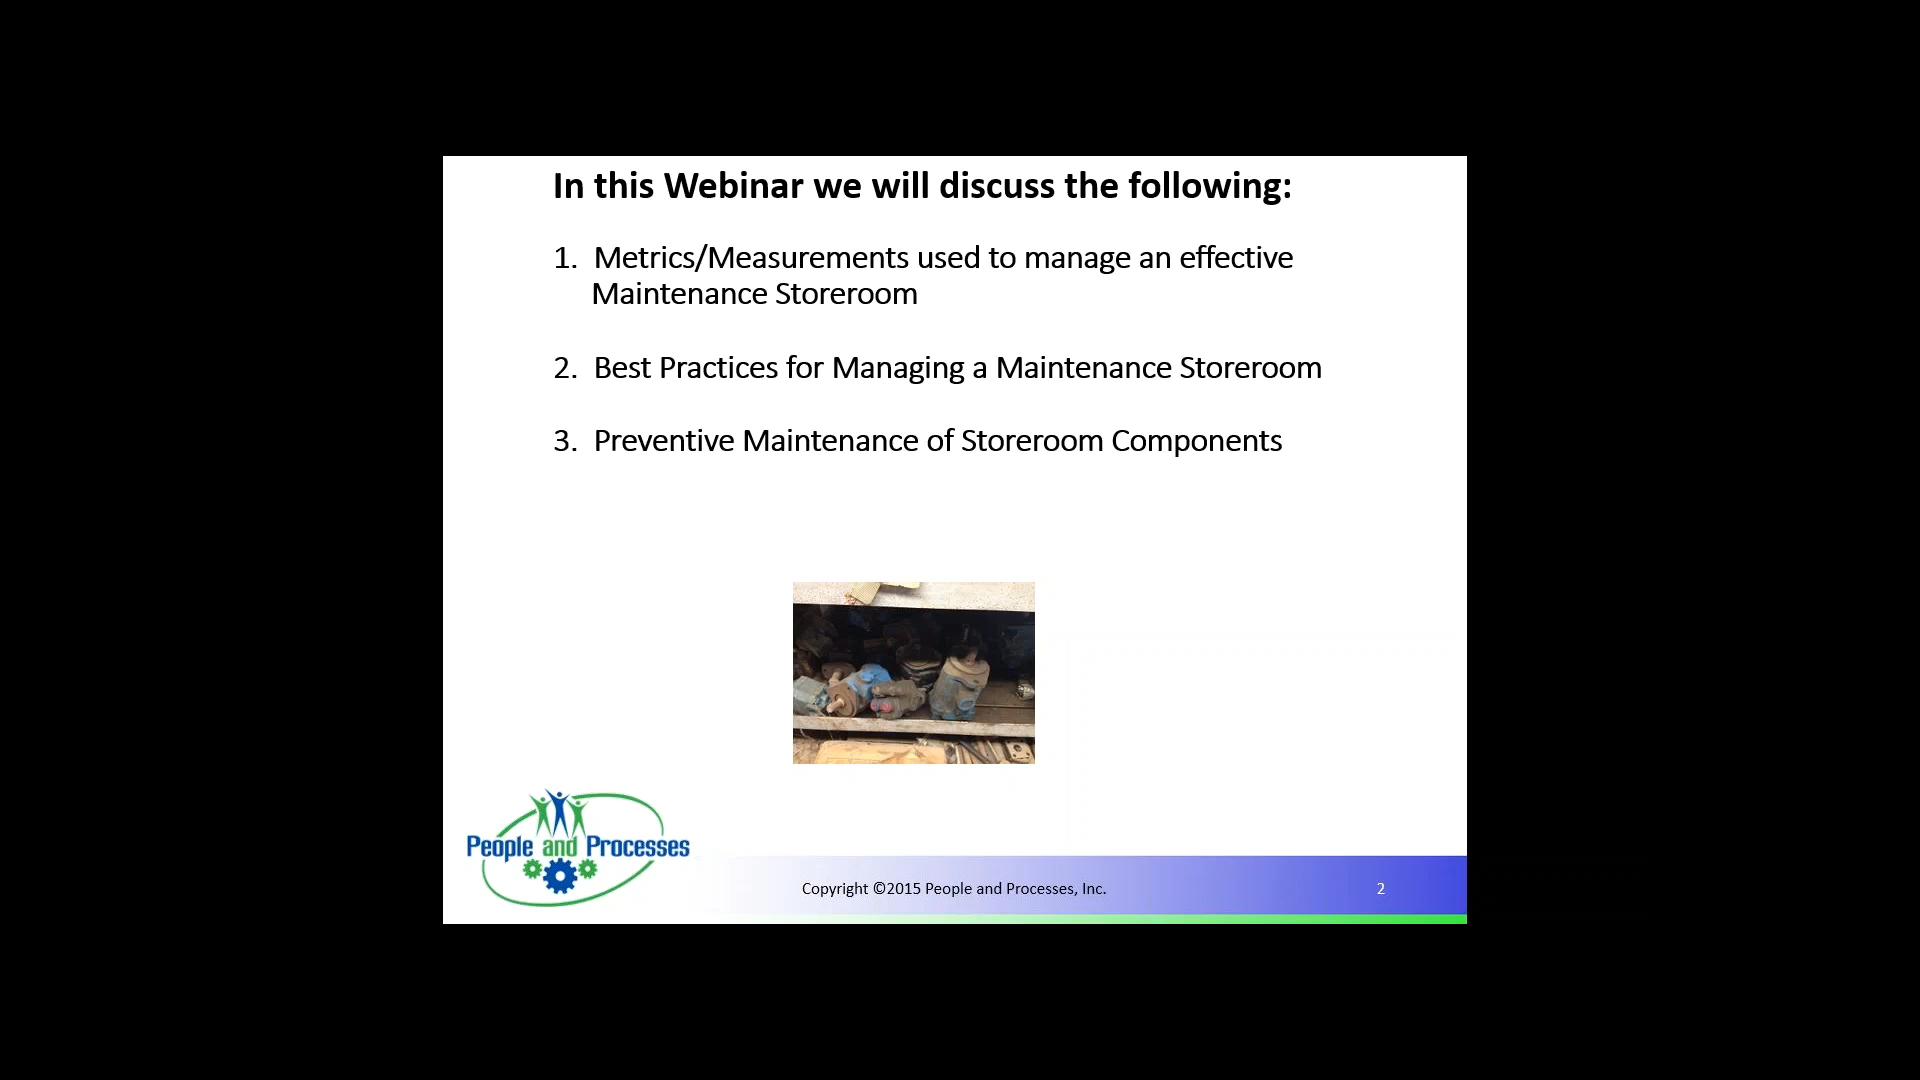 In this Webinar we will discuss the following:
1. Metrics/Measurements used to manage an effective
Maintenance Storeroom
2. Best Practices for Managing a Maintenance Storeroom
3. Preventive Maintenance of Storeroom Components
People and Processes
Copyright ©2015 People and Processes, Inc.
2